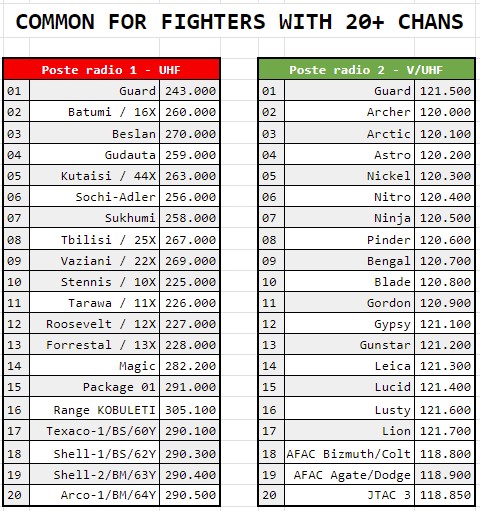 COMMON FOR FIGHTERS WITH 20+ CHANS
Poste radio 1 - UHF
01 Guard 243.000
02 Batumi / 16X 260.000
03 Beslan 270.000
04 Gudauta 259.000
05 Kutaisi / 44X 263.000
06 Sochi-Adler 256.000
07 Sukhumi 258.000
08 Tbilisi / 25X 267.000
09 Vaziani / 22X 269.000
10 Stennis / 10X 225.000
11 Tarawa / 11X 226.000
12 Roosevelt / 12X 227.000
13 Forrestal / 13X 228.000
14 Magic 282.200
15 Package 01 291.000
16 Range KOBULETI 305.100
17 Texaco-1/BS/60Y 290.100
18 Shell-1/BS/62Y 290.300
19 Shell-2/BM/63Y 290.400
20 Arco-1/BM/64Y 290.500
Poste radio 2 - V/UHF
01 Guard 121.500
02 Archer 120.000
03 Arctic 120.100
04 Astro 120.200
05 Nickel 120.300
06 Nitro 120.400
07 Ninja 120.500
08 Pinder 120.600
09 Bengal 120.700
10 Blade 120.800
11 Gordon 120.900
12 Gypsy 121.100
13 Gunstar 121.200
14 Leica 121.300
15 Lucid 121.400
16 Lusty 121.600
17 Lion 121.700
18 AFAC Bizmuth/Colt 118.800
19 AFAC Agate/Dodge 118.900
20 JTAC 3 118.850